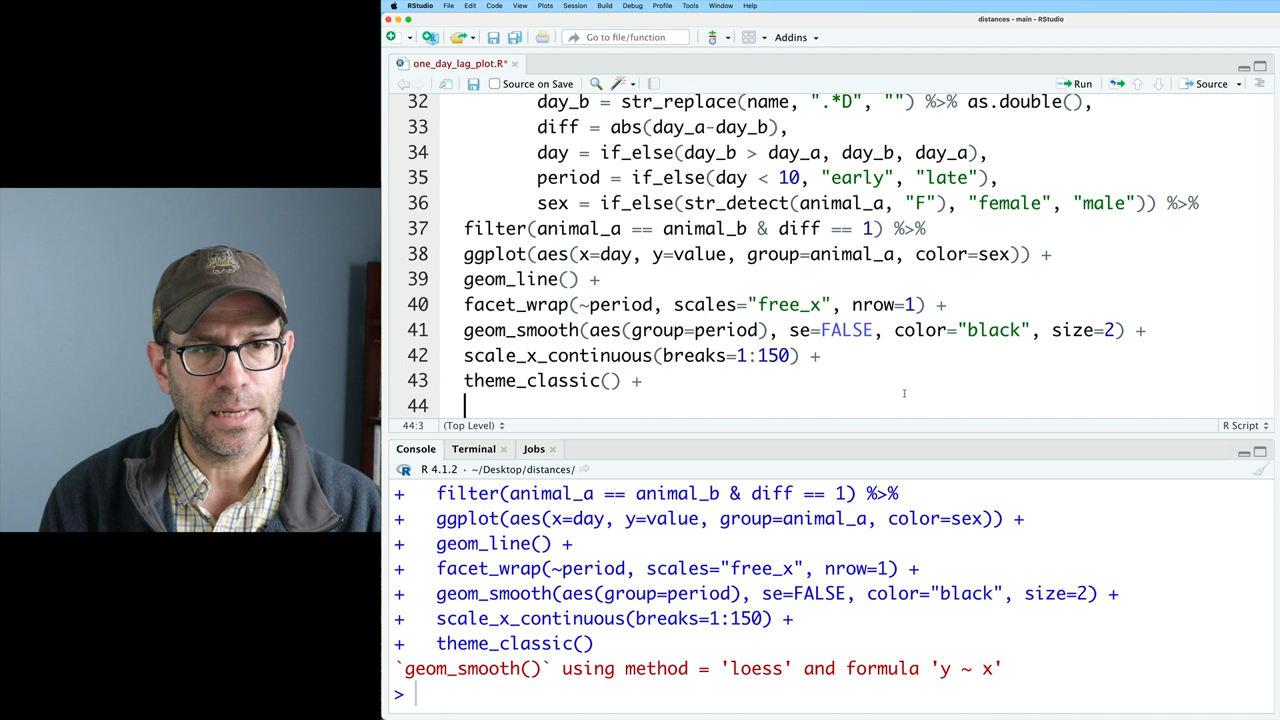 RStudio File Edit Code View Plots Session Build Debug Profile Tools Window Help
distances - main - RStudio
Go to file/function Addins
one_day_lag_plot.R*
Source on Save Run Source
32 day_b = str_replace(name, ".*D", "") %>% as.double(),
33 diff = abs(day_a-day_b),
34 day = if_else(day_b > day_a, day_b, day_a),
35 period = if_else(day < 10, "early", "late"),
36 sex = if_else(str_detect(animal_a, "F"), "female", "male")) %>%
37 filter(animal_a == animal_b & diff == 1) %>%
38 ggplot(aes(x=day, y=value, group=animal_a, color=sex)) +
39 geom_line() +
40 facet_wrap(~period, scales="free_x", nrow=1) +
41 geom_smooth(aes(group=period), se=FALSE, color="black", size=2) +
42 scale_x_continuous(breaks=1:150) +
43 theme_classic() +
44
44:3 (Top Level) R Script
Console Terminal Jobs
R 4.1.2 · ~/Desktop/distances/
+ filter(animal_a == animal_b & diff == 1) %>%
+ ggplot(aes(x=day, y=value, group=animal_a, color=sex)) +
+ geom_line() +
+ facet_wrap(~period, scales="free_x", nrow=1) +
+ geom_smooth(aes(group=period), se=FALSE, color="black", size=2) +
+ scale_x_continuous(breaks=1:150) +
+ theme_classic()
`geom_smooth()` using method = 'loess' and formula 'y ~ x'
>